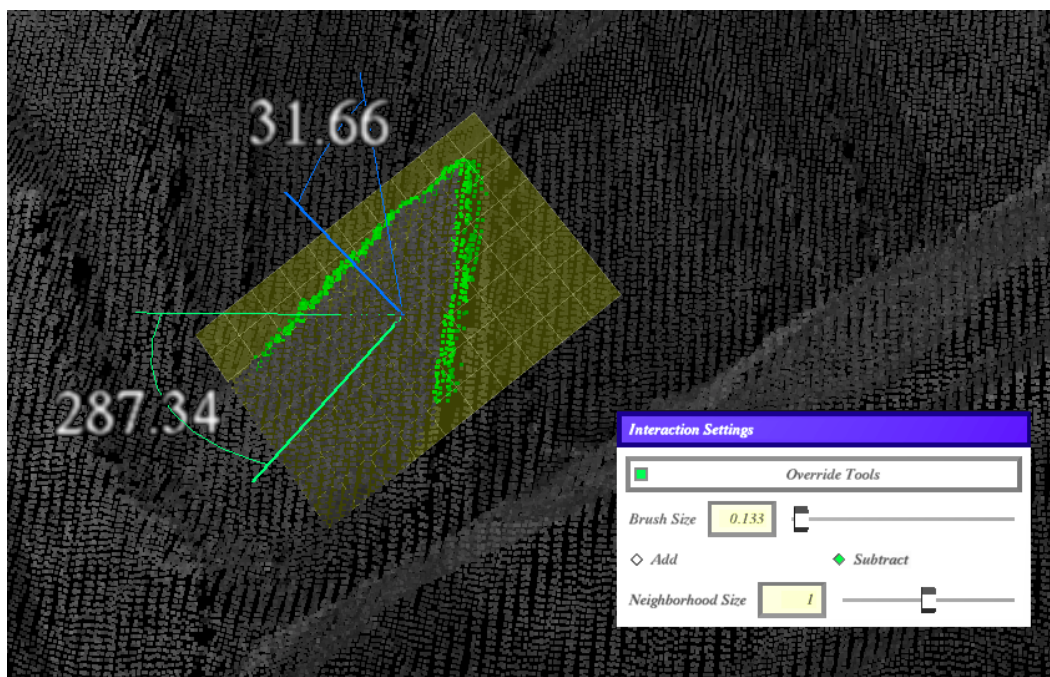 31.66
287.34
Interaction Settings
Override Tools
Brush Size 0.133
Add Subtract
Neighborhood Size 1